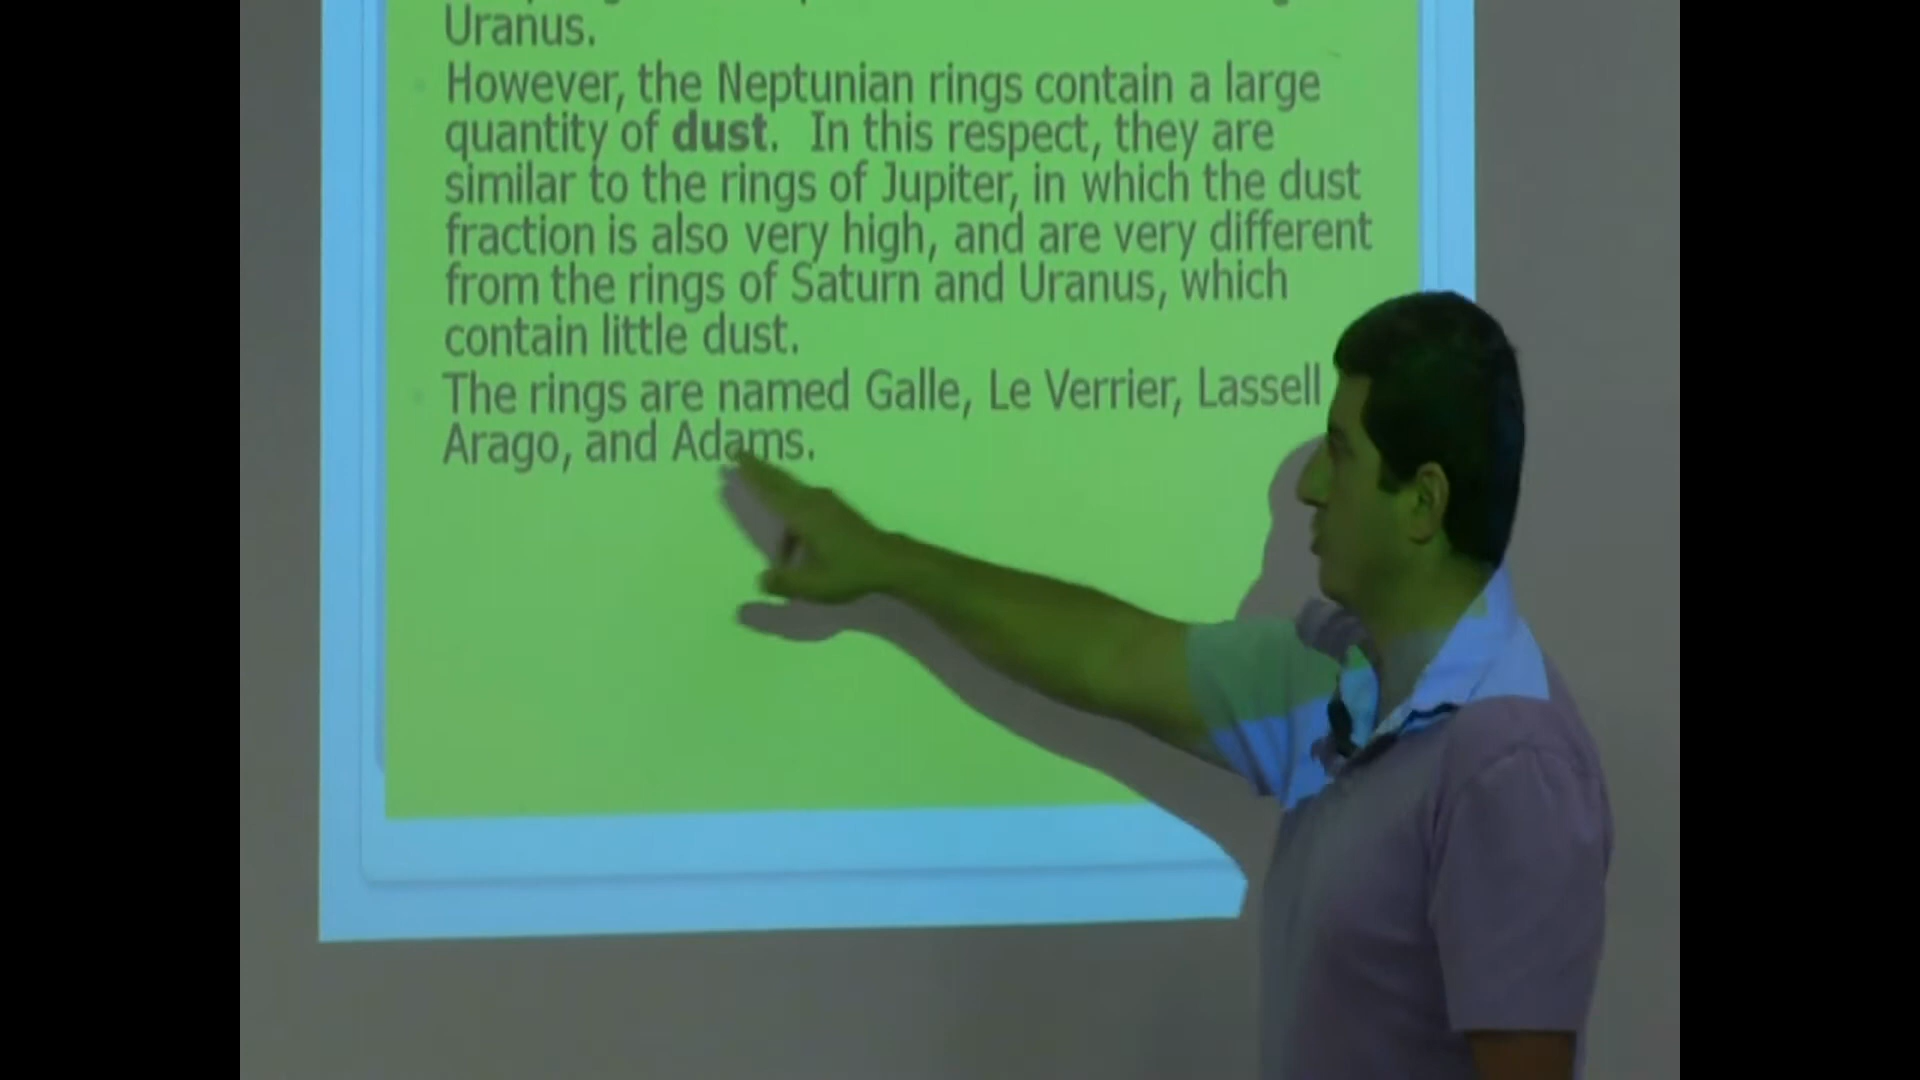 Uranus.
However, the Neptunian rings contain a large
quantity of dust. In this respect, they are
similar to the rings of Jupiter, in which the dust
fraction is also very high, and are very different
from the rings of Saturn and Uranus, which
contain little dust.
The rings are named Galle, Le Verrier, Lassell
Arago, and Adams.